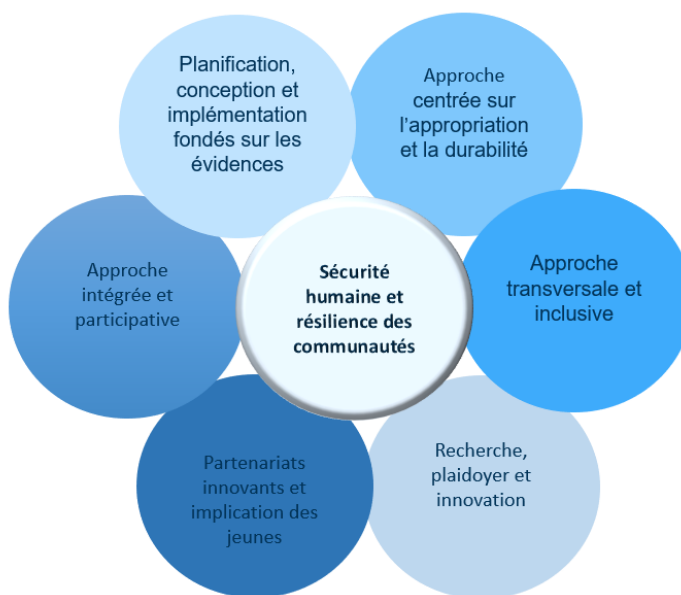 Planification,
conception et
implémentation
fondés sur les
évidences
Approche
centrée sur
l'appropriation
et la durabilité
Approche
intégrée et
participative
Sécurité
humaine et
résilience des
communautés
Approche
transversale et
inclusive
Partenariats
innovants et
implication des
jeunes
Recherche,
plaidoyer et
innovation